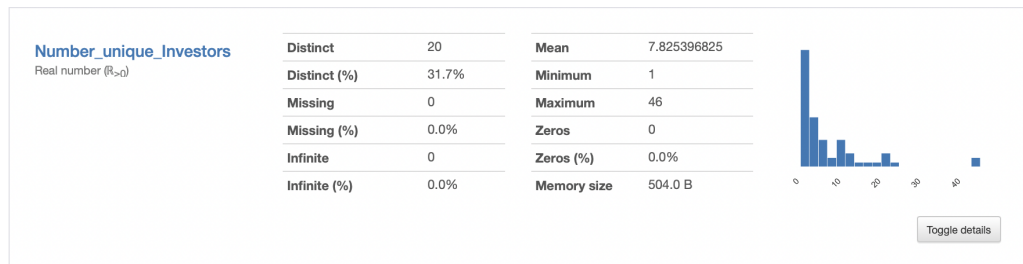 Number_unique_Investors
Real number (ℝ>0)
Distinct 20
Distinct (%) 31.7%
Missing 0
Missing (%) 0.0%
Infinite 0
Infinite (%) 0.0%
Mean 7.825396825
Minimum 1
Maximum 46
Zeros 0
Zeros (%) 0.0%
Memory size 504.0 B
0 10 20 30 40
Toggle details